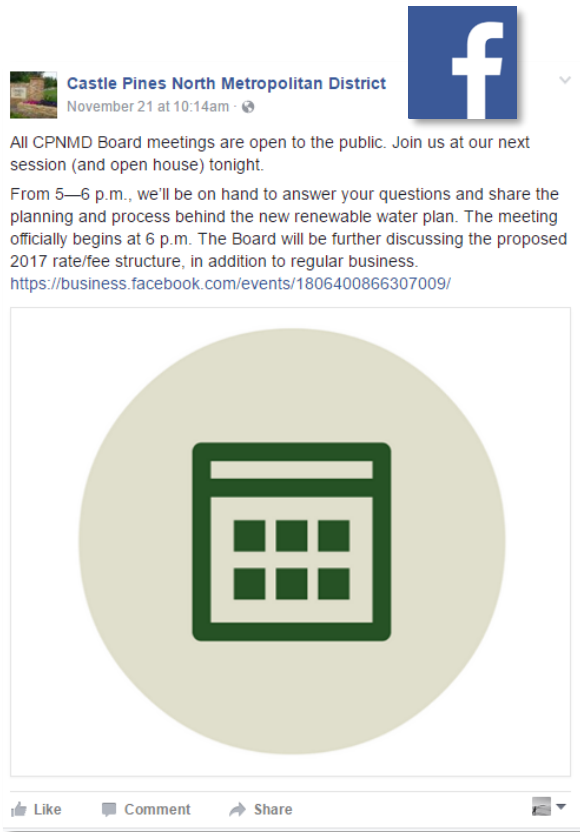 Castle Pines North Metropolitan District
November 21 at 10:14am ·
All CPNMD Board meetings are open to the public. Join us at our next
session (and open house) tonight.
From 5—6 p.m., we'll be on hand to answer your questions and share the
planning and process behind the new renewable water plan. The meeting
officially begins at 6 p.m. The Board will be further discussing the proposed
2017 rate/fee structure, in addition to regular business.
https://business.facebook.com/events/1806400866307009/
Like Comment Share